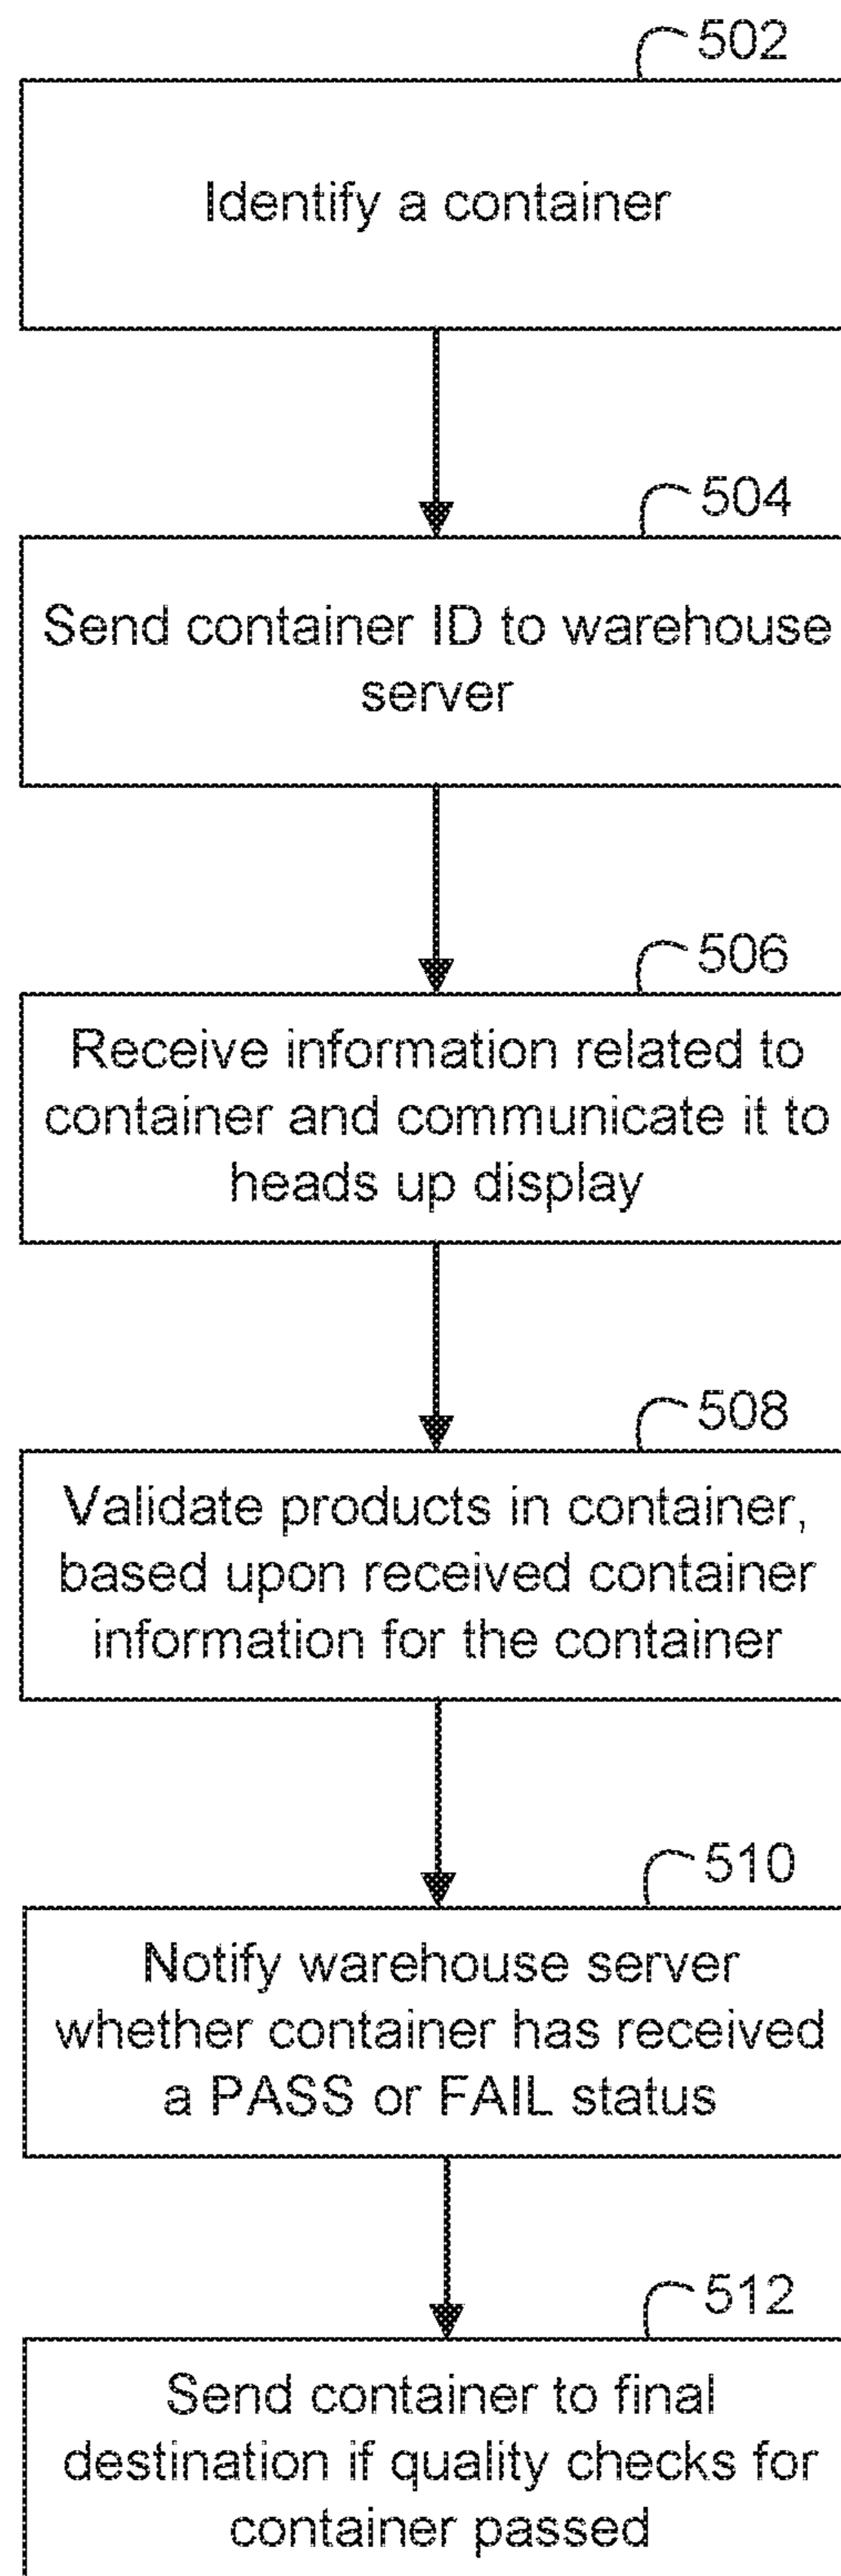 502
Identify a container
504
Send container ID to warehouse
server
506
Receive information related to
container and communicate it to
heads up display
508
Validate products in container,
based upon received container
information for the container
510
Notify warehouse server
whether container has received
a PASS or FAIL status
512
Send container to final
destination if quality checks for
container passed